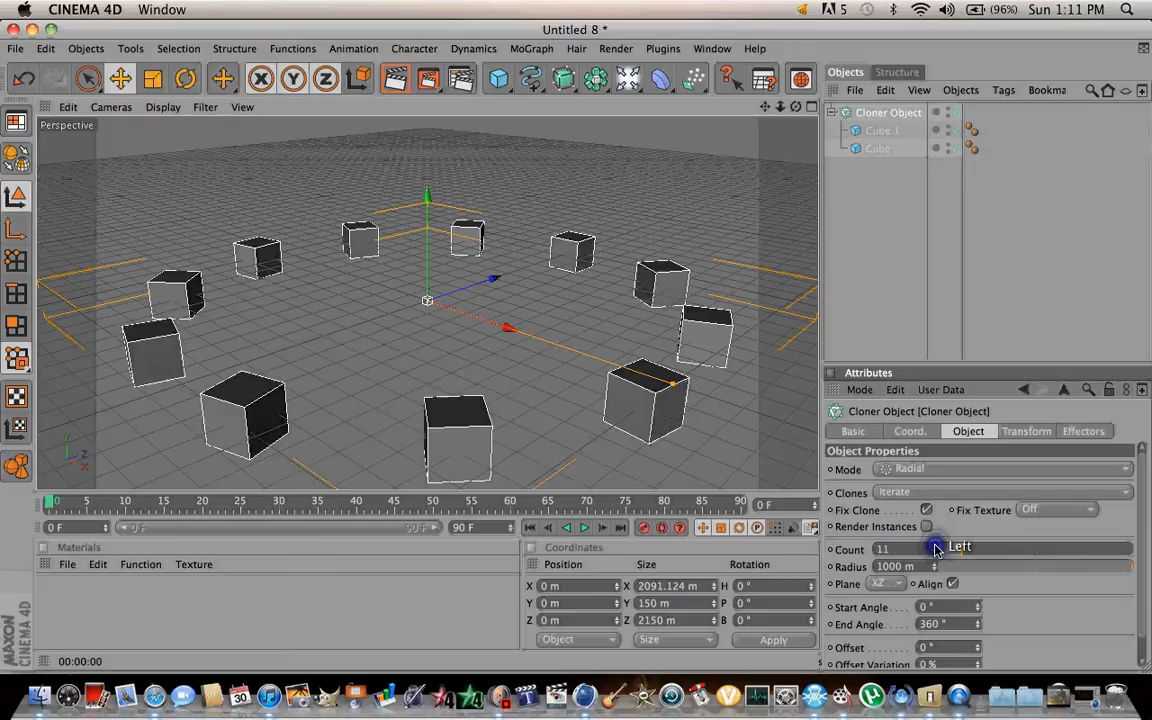 CINEMA 4D Window
5 (96%) Sun 1:11 PM
Untitled 8 *
File Edit Objects Tools Selection Structure Functions Animation Character Dynamics MoGraph Hair Render Plugins Window Help
X Y Z
Objects Structure
File Edit View Objects Tags Bookma
Edit Cameras Display Filter View
Perspective
Cloner Object
Cube.1
Cube
Attributes
Mode Edit User Data
Cloner Object [Cloner Object]
Basic Coord. Object Transform Effectors
Object Properties
Mode Radial
Clones Iterate
Fix Clone Fix Texture Off
Render Instances
Count 11 Left
Radius 1000 m
Plane XZ Align
Start Angle 0 °
End Angle 360 °
Offset 0 °
Offset Variation 0 %
Y
Z
X
0 5 10 15 20 25 30 35 40 45 50 55 60 65 70 75 80 85 90 0 F
0 F 0 F 90 F 90 F
P
Materials
File Edit Function Texture
Coordinates
Position Size Rotation
X 0 m 2091.124 m H 0 °
Y 0 m 150 m P 0 °
Z 0 m 2150 m B 0 °
Object Size Apply
MAXON CINEMA 4D
00:00:00
30